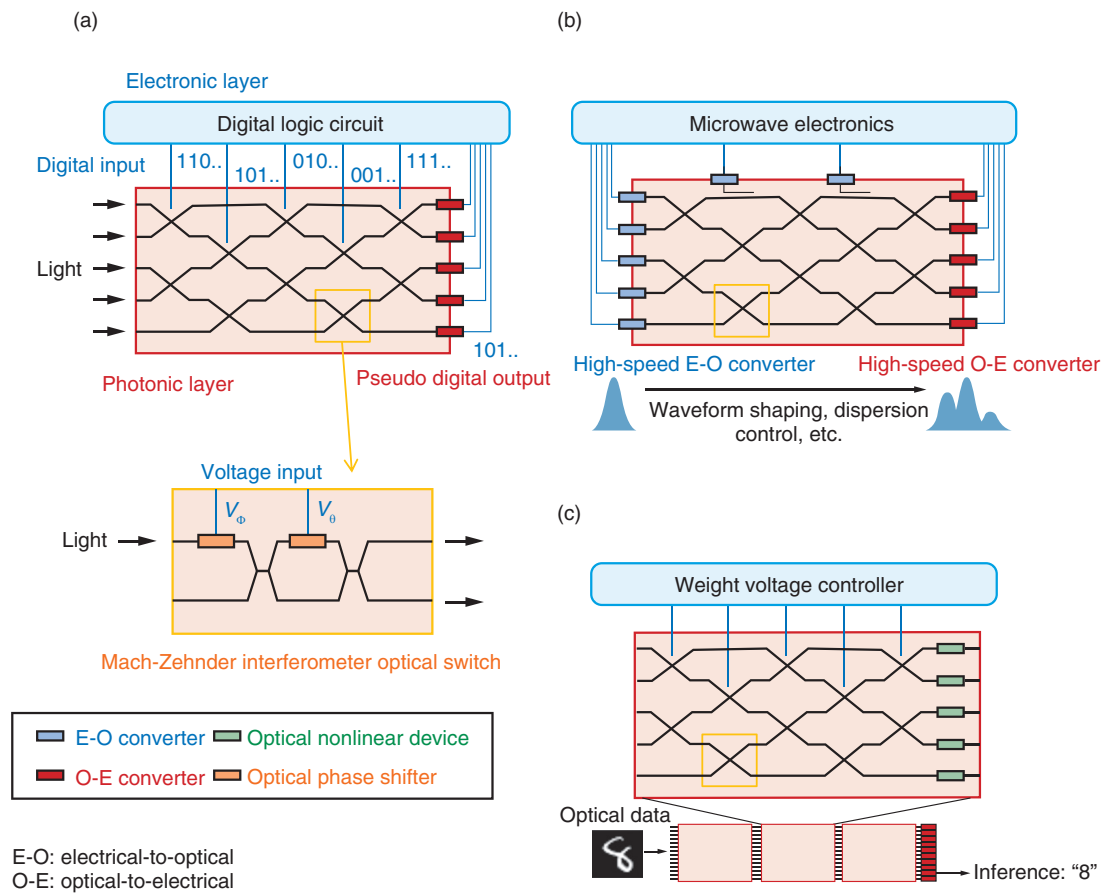 (a)
Electronic layer
Digital logic circuit
Digital input
110..
010..
111..
101..
001..
Light
101..
Photonic layer
Pseudo digital output
Voltage input
VΦ
Vθ
Light
Mach-Zehnder interferometer optical switch
E-O converter
Optical nonlinear device
O-E converter
Optical phase shifter
E-O: electrical-to-optical
O-E: optical-to-electrical
(b)
Microwave electronics
High-speed E-O converter
High-speed O-E converter
Waveform shaping, dispersion
control, etc.
(c)
Weight voltage controller
Optical data
8
Inference: “8”